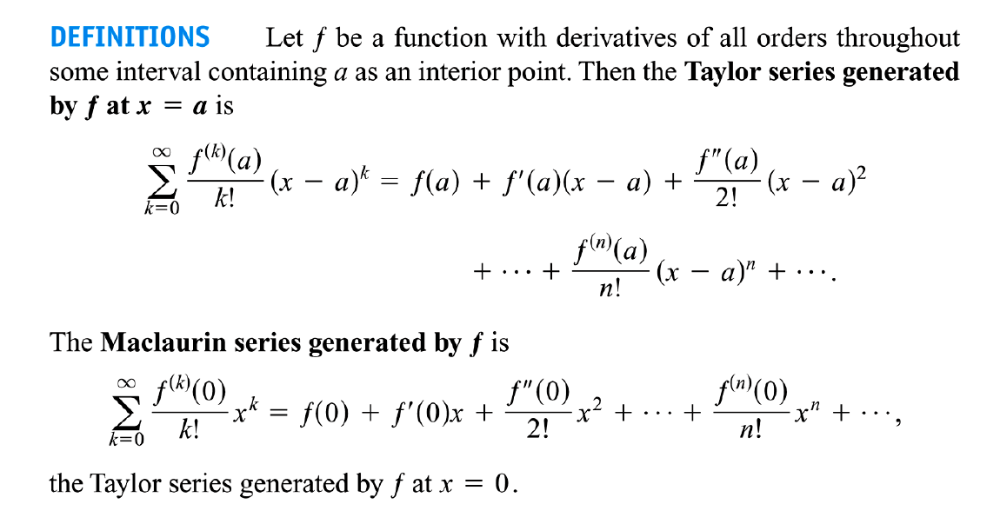 DEFINITIONS Let f be a function with derivatives of all orders throughout
some interval containing a as an interior point. Then the Taylor series generated
by f at x = a is
\sum_{k=0}^{\infty} \frac{f^{(k)}(a)}{k!}(x - a)^k = f(a) + f'(a)(x - a) + \frac{f''(a)}{2!}(x - a)^2
+ \cdots + \frac{f^{(n)}(a)}{n!}(x - a)^n + \cdots.
The Maclaurin series generated by f is
\sum_{k=0}^{\infty} \frac{f^{(k)}(0)}{k!}x^k = f(0) + f'(0)x + \frac{f''(0)}{2!}x^2 + \cdots + \frac{f^{(n)}(0)}{n!}x^n + \cdots,
the Taylor series generated by f at x = 0.